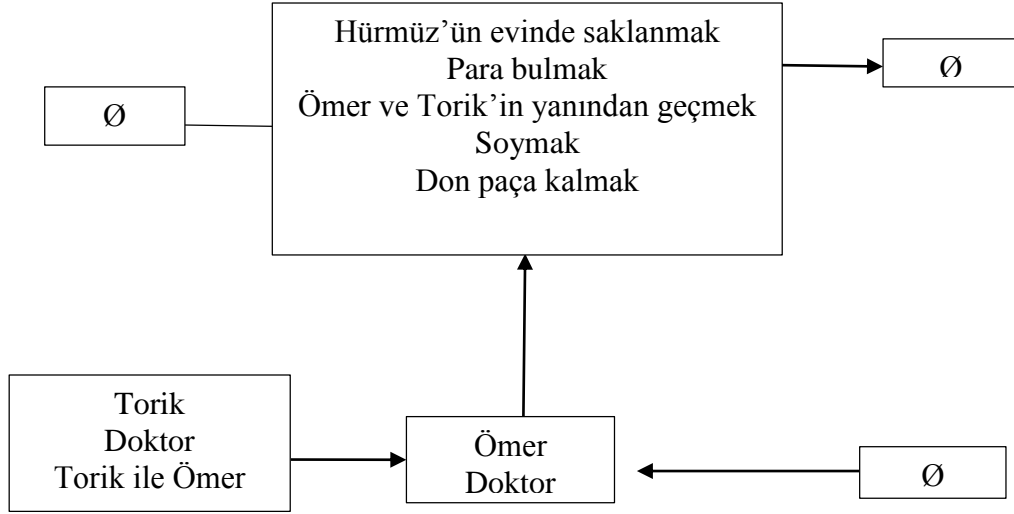 Hürmüz’ün evinde saklanmak
Para bulmak
Ömer ve Torik’in yanından geçmek
Soymak
Don paça kalmak
Ø
Ø
Torik
Doktor
Torik ile Ömer
Ömer
Doktor
Ø